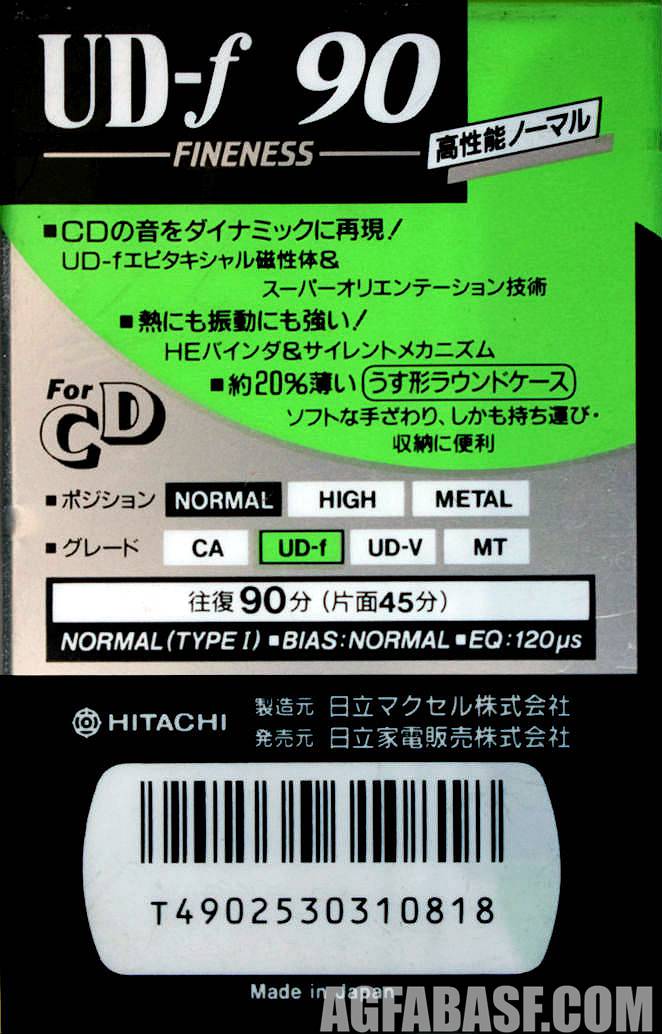 UD-f 90
FINENESS
高性能ノーマル
■CDの音をダイナミックに再現!
UD-fエピタキシャル磁性体&
スーパーオリエンテーション技術
■熱にも振動にも強い!
HEバインダ&サイレントメカニズム
■約20%薄い うす形ラウンドケース
ソフトな手ざわり、しかも持ち運び・
収納に便利
For
CD
■ポジション NORMAL HIGH METAL
■グレード CA UD-f UD-V MT
往復90分(片面45分)
NORMAL(TYPE I)■BIAS:NORMAL■EQ:120μs
HITACHI 製造元 日立マクセル株式会社
発売元 日立家電販売株式会社
T4902530310818
Made in Japan
AGFABASE.COM